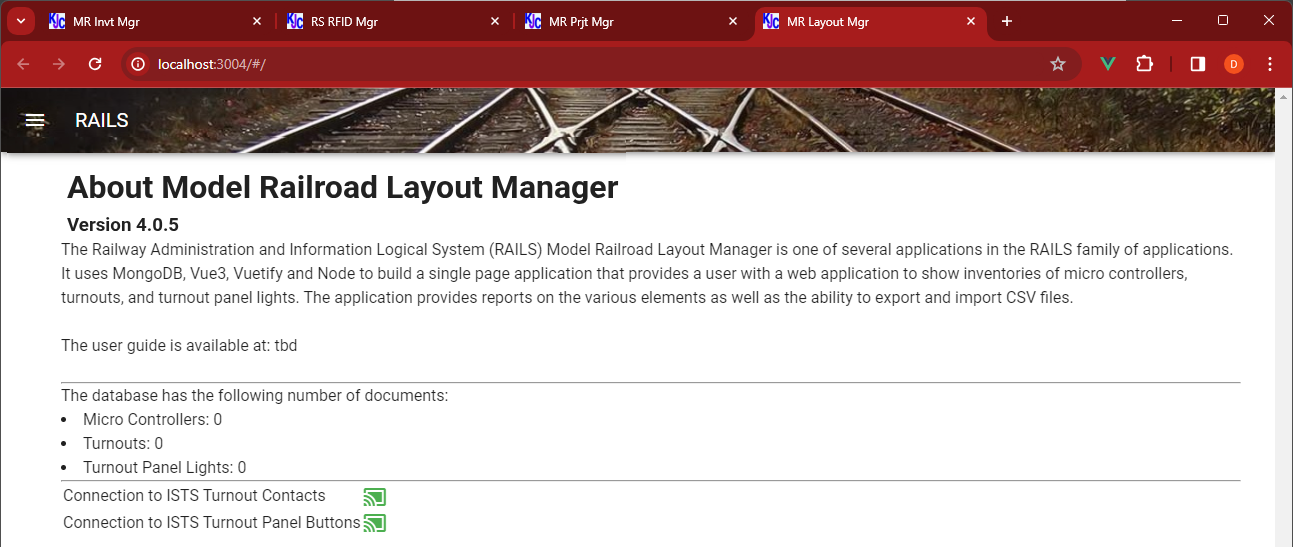 MR Invt Mgr
RS RFID Mgr
MR Prjt Mgr
MR Layout Mgr
localhost:3004/#/
D
RAILS
About Model Railroad Layout Manager
Version 4.0.5
The Railway Administration and Information Logical System (RAILS) Model Railroad Layout Manager is one of several applications in the RAILS family of applications.
It uses MongoDB, Vue3, Vuetify and Node to build a single page application that provides a user with a web application to show inventories of micro controllers,
turnouts, and turnout panel lights. The application provides reports on the various elements as well as the ability to export and import CSV files.
The user guide is available at: tbd
The database has the following number of documents:
Micro Controllers: 0
Turnouts: 0
Turnout Panel Lights: 0
Connection to ISTS Turnout Contacts
Connection to ISTS Turnout Panel Buttons